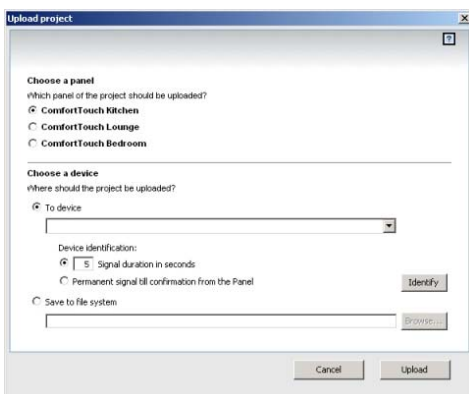 Upload project
?
Choose a panel
Which panel of the project should be uploaded?
ComfortTouch Kitchen
ComfortTouch Lounge
ComfortTouch Bedroom
Choose a device
Where should the project be uploaded?
To device
Device identification:
5 Signal duration in seconds
Permanent signal till confirmation from the Panel
Identify
Save to file system
Browse...
Cancel Upload